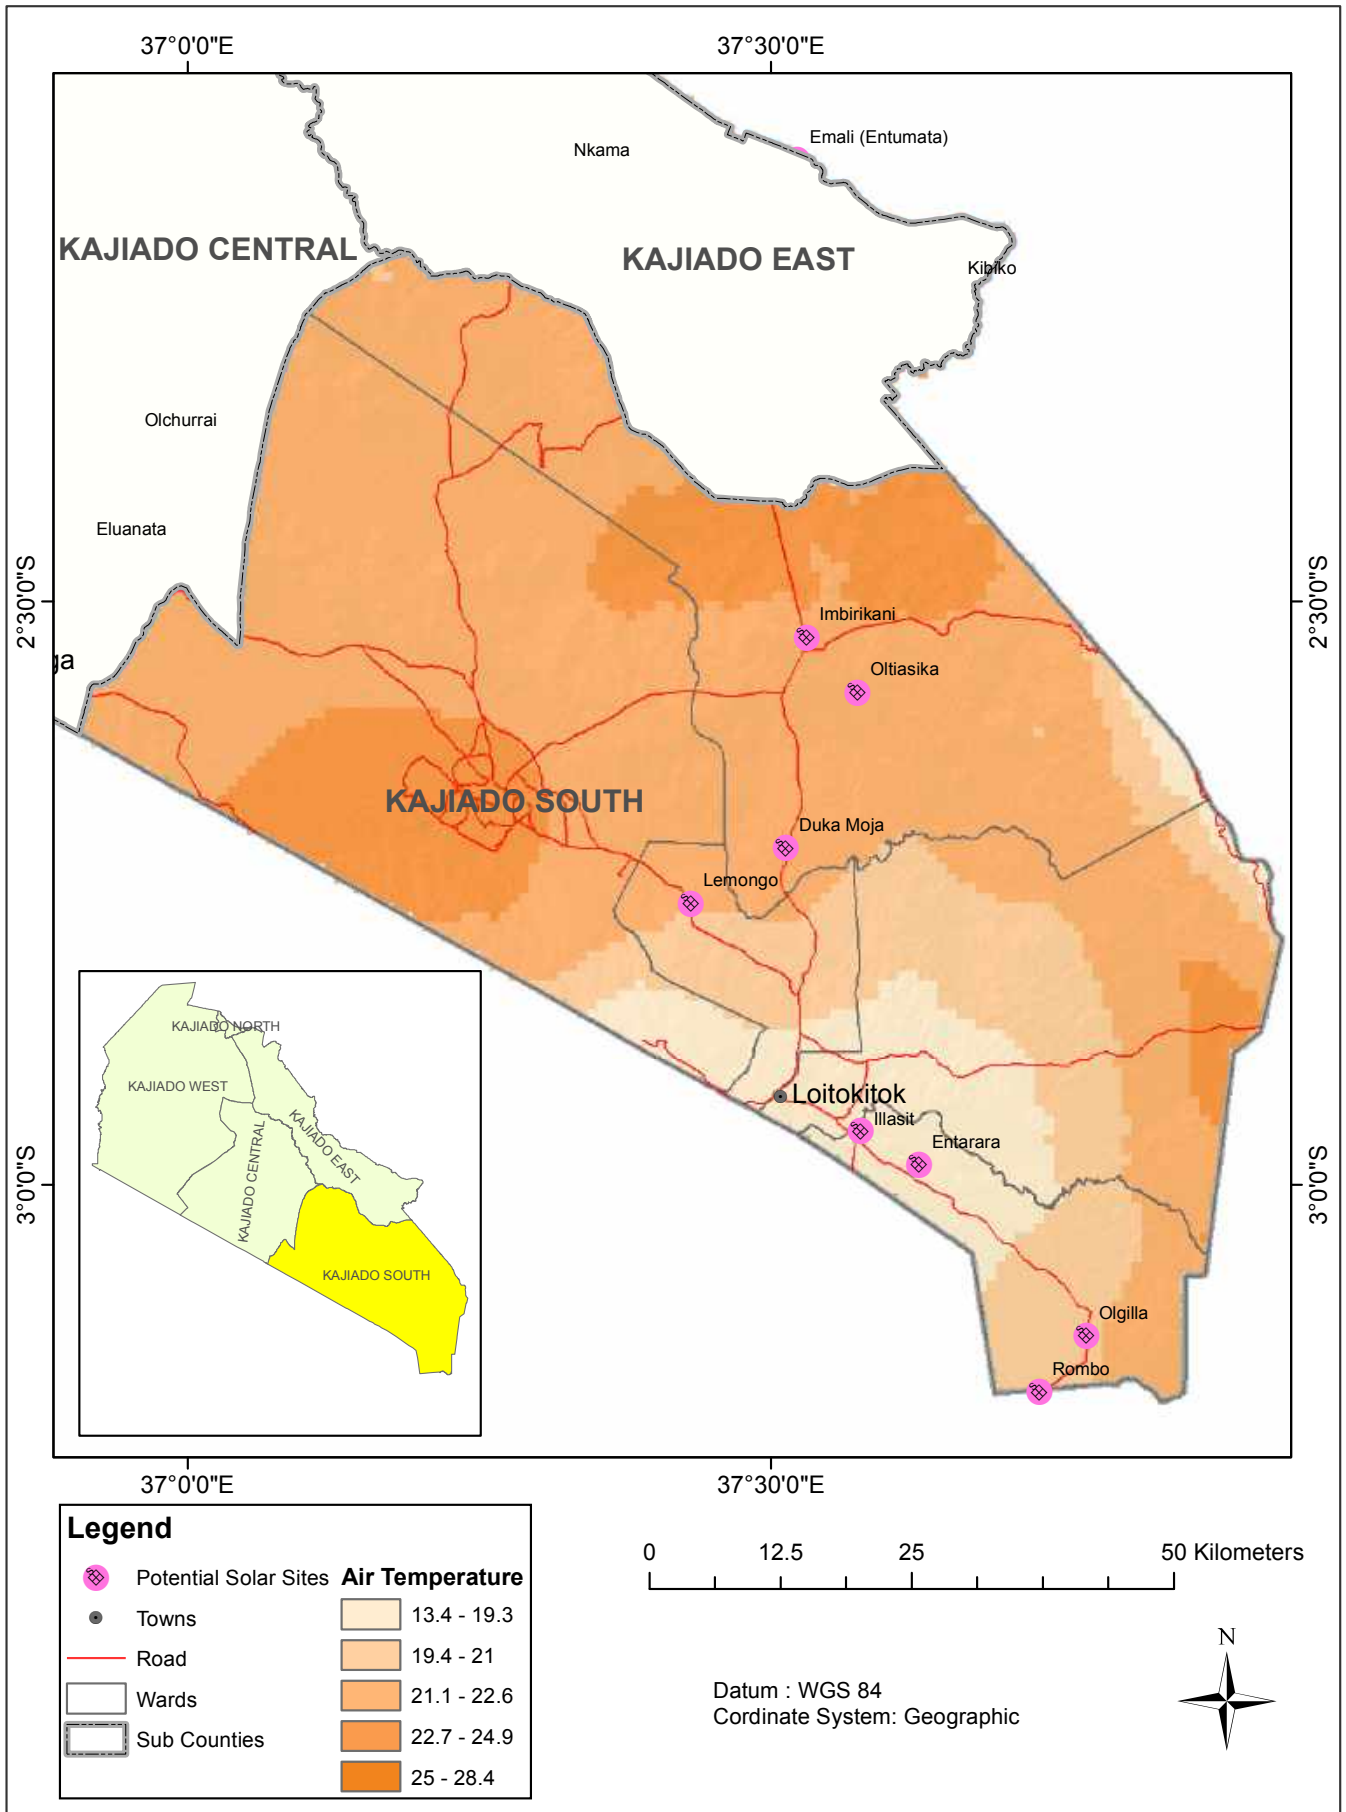 37°0'0"E
37°30'0"E
Emali (Entumata)
Nkama
KAJIADO CENTRAL
KAJIADO EAST
Kibiko
Olchurrai
Eluanata
2°30'0"S
2°30'0"S
Imbirikani
ga
Oltiasika
KAJIADO SOUTH
Duka Moja
Lemongo
Loitokitok
Illasit
Entarara
3°0'0"S
3°0'0"S
Olgilla
Rombo
KAJIADO NORTH
KAJIADO WEST
KAJIADO CENTRAL
KAJIADO EAST
KAJIADO SOUTH
37°0'0"E
37°30'0"E
Legend
Potential Solar Sites
Towns
Road
Wards
Sub Counties
Air Temperature
13.4 - 19.3
19.4 - 21
21.1 - 22.6
22.7 - 24.9
25 - 28.4
0 12.5 25 50 Kilometers
N
Datum : WGS 84
Cordinate System: Geographic